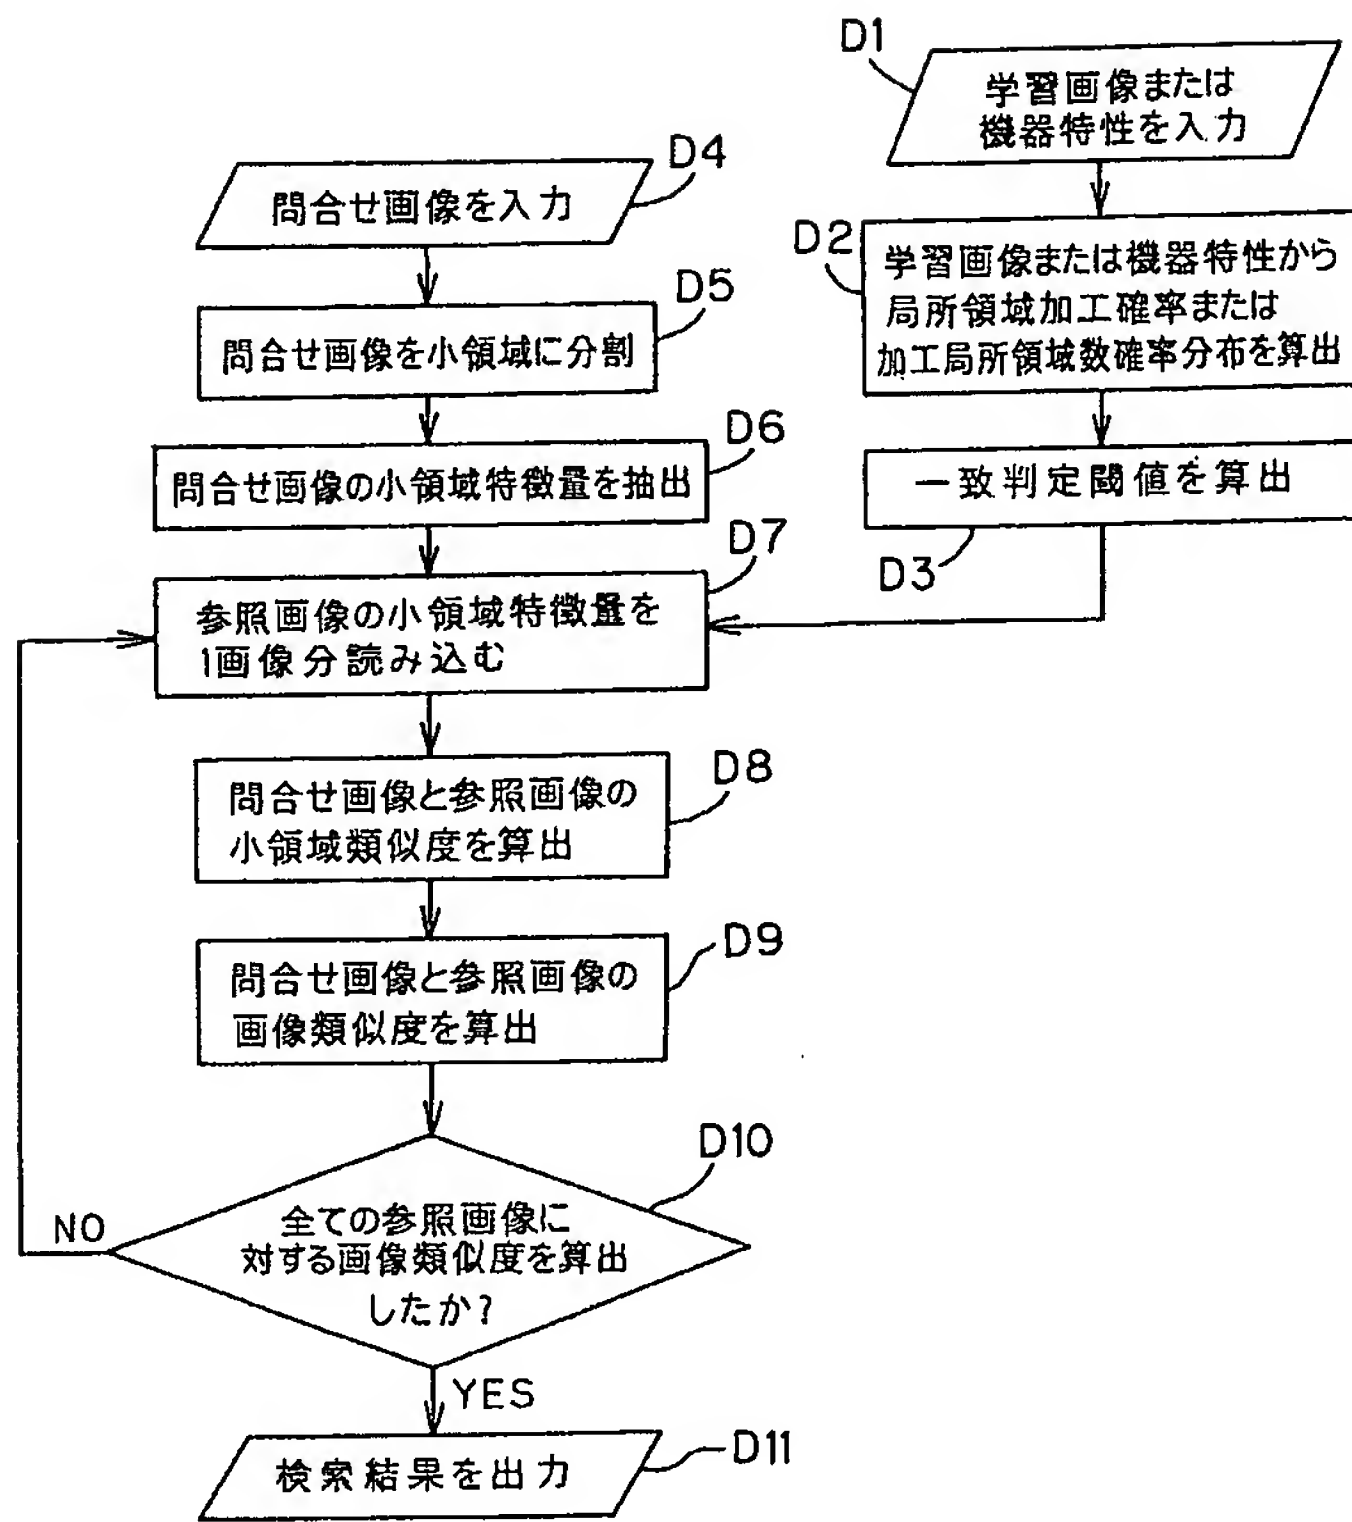 D1
学習画像または
機器特性を入力
D2
学習画像または機器特性から
局所領域加工確率または
加工局所領域数確率分布を算出
一致判定閾値を算出
D3
D4
問合せ画像を入力
D5
問合せ画像を小領域に分割
D6
問合せ画像の小領域特徴量を抽出
D7
参照画像の小領域特徴量を
1画像分読み込む
D8
問合せ画像と参照画像の
小領域類似度を算出
D9
問合せ画像と参照画像の
画像類似度を算出
D10
全ての参照画像に
対する画像類似度を算出
したか?
NO
YES
D11
検索結果を出力